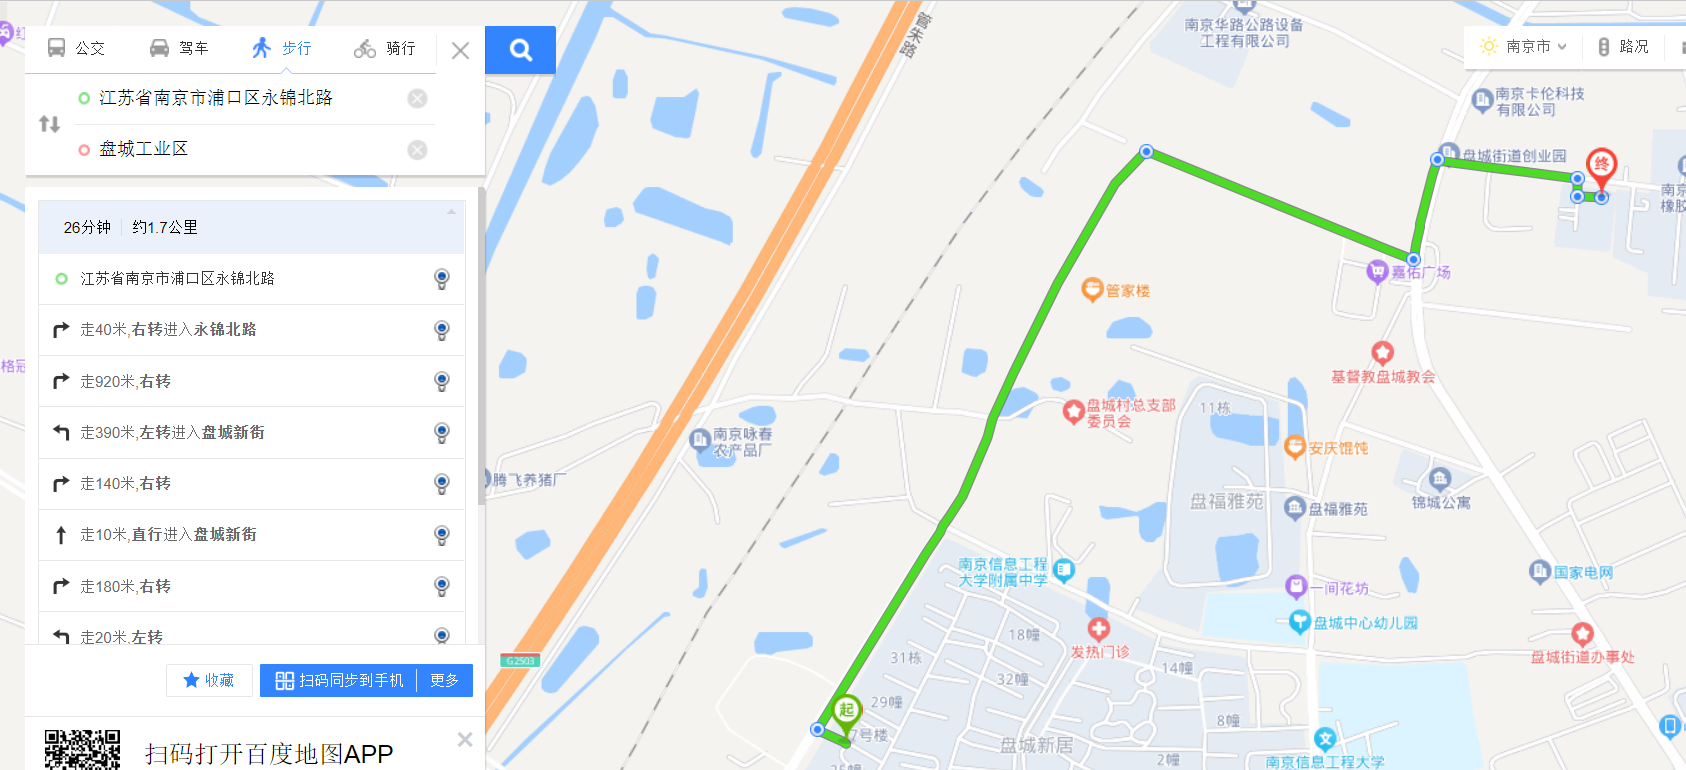 公交
驾车
步行
骑行
江苏省南京市浦口区永锦北路
盘城工业区
26分钟 约1.7公里
江苏省南京市浦口区永锦北路
走40米,右转进入永锦北路
走920米,右转
走390米,左转进入盘城新街
走140米,右转
走10米,直行进入盘城新街
走180米,右转
走20米,左转
收藏
扫码同步到手机
更多
扫码打开百度地图APP
南京市
路况
管朱路
南京华路公路设备
工程有限公司
南京卡伦科技
有限公司
盘城街道创业园
终
南京
橡胶
嘉佑广场
管家楼
基督教盘城教会
盘城村总支部
委员会
11栋
安庆馄饨
南京咏春
农产品厂
腾飞养猪厂
盘福雅苑
盘福雅苑
锦城公寓
南京信息工程
大学附属中学
国家电网
一间花坊
盘城中心幼儿园
18幢
发热门诊
盘城街道办事处
31栋
14幢
32幢
G2503
29幢
起
7号楼
8幢
盘城新居
2幢
南京信息工程大学
格冠